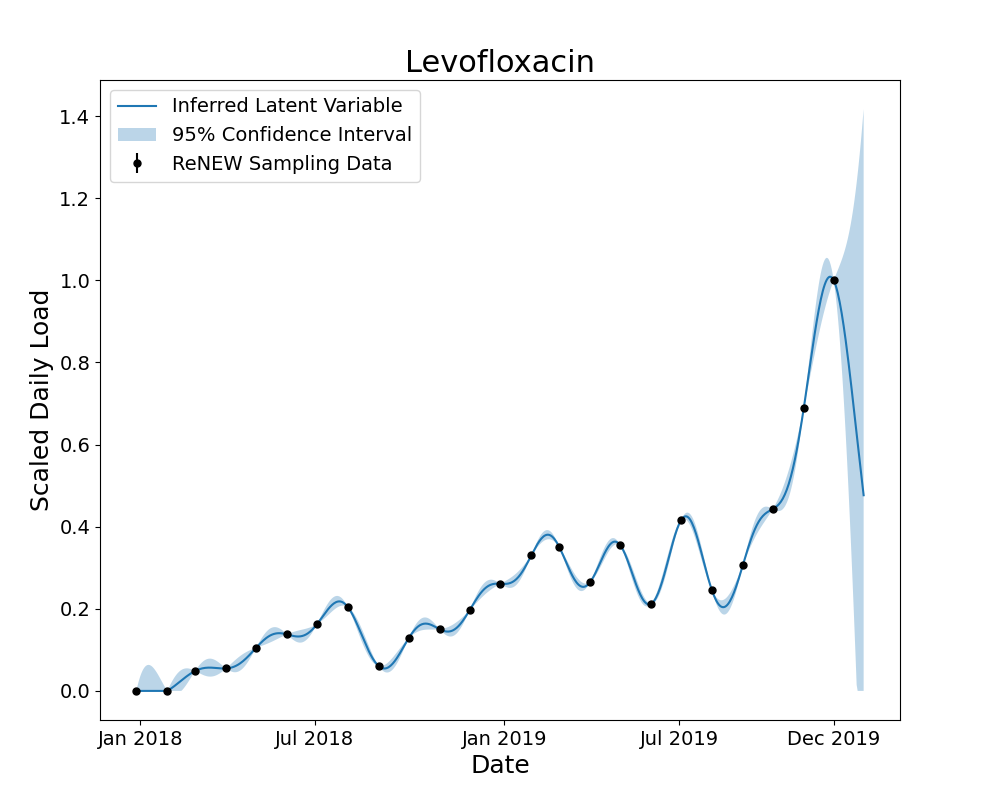 Levofloxacin
Inferred Latent Variable
95% Confidence Interval
ReNEW Sampling Data
Scaled Daily Load
1.4
1.2
1.0
0.8
0.6
0.4
0.2
0.0
Jan 2018 Jul 2018 Jan 2019 Jul 2019 Dec 2019
Date